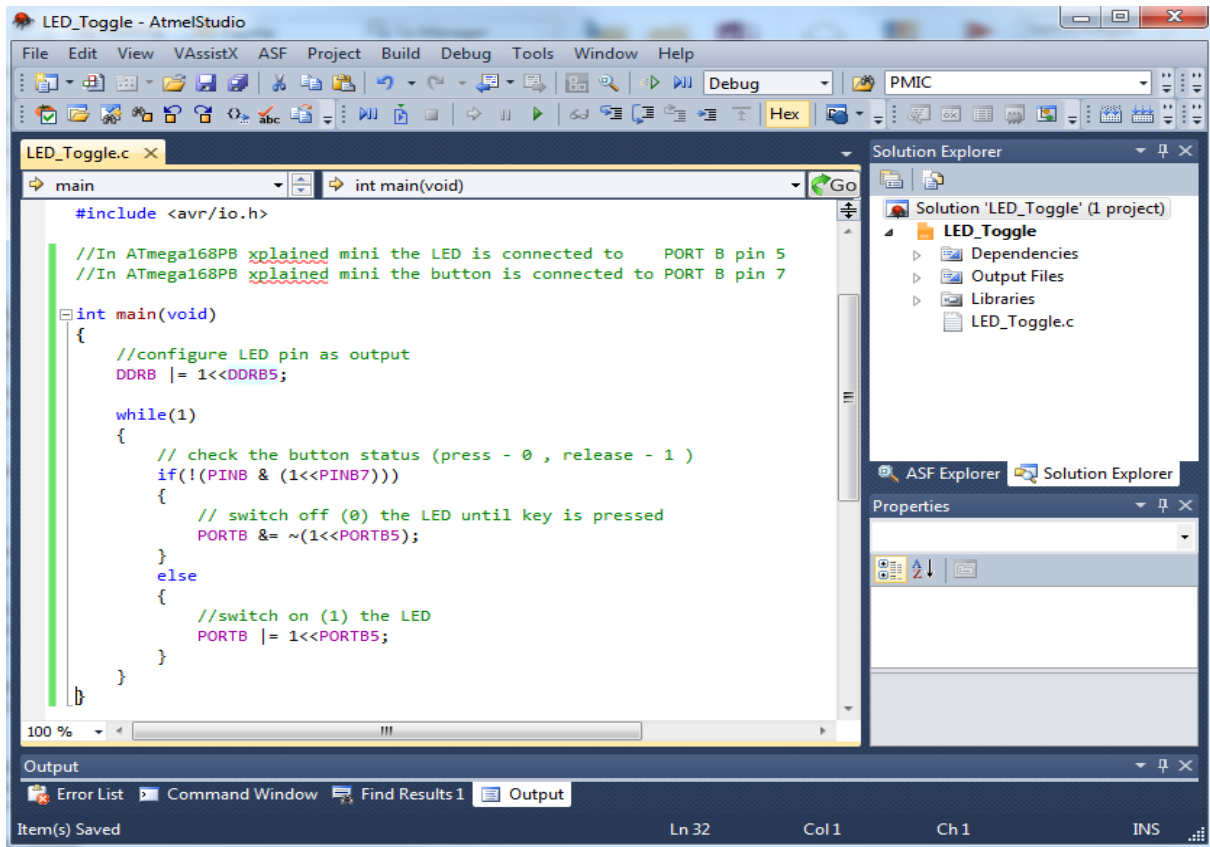 LED_Toggle - AtmelStudio
File Edit View VAssistX ASF Project Build Debug Tools Window Help
Debug PMIC
Hex
LED_Toggle.c
main int main(void) Go
#include <avr/io.h>
//In ATmega168PB xplained mini the LED is connected to    PORT B pin 5
//In ATmega168PB xplained mini the button is connected to PORT B pin 7
int main(void)
{
    //configure LED pin as output
    DDRB |= 1<<DDRB5;
    while(1)
    {
        // check the button status (press - 0 , release - 1 )
        if(!(PINB & (1<<PINB7)))
        {
            // switch off (0) the LED until key is pressed
            PORTB &= ~(1<<PORTB5);
        }
        else
        {
            //switch on (1) the LED
            PORTB |= 1<<PORTB5;
        }
    }
}
100 %
Solution Explorer
Solution 'LED_Toggle' (1 project)
LED_Toggle
Dependencies
Output Files
Libraries
LED_Toggle.c
ASF Explorer Solution Explorer
Properties
Output
Error List Command Window Find Results 1 Output
Item(s) Saved Ln 32 Col 1 Ch 1 INS